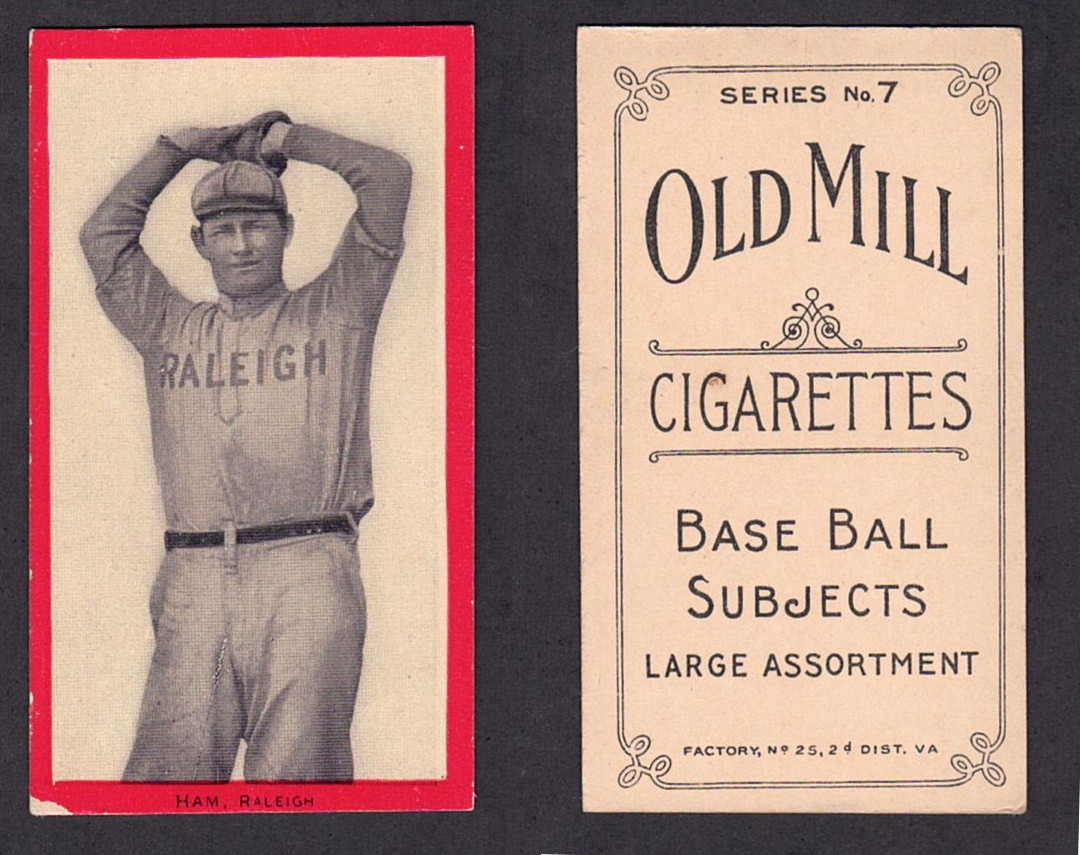 RALEIGH
HAM, RALEIGH
SERIES No. 7
OLD MILL
CIGARETTES
BASE BALL
SUBJECTS
LARGE ASSORTMENT
FACTORY, Nº 25, 2d DIST. VA